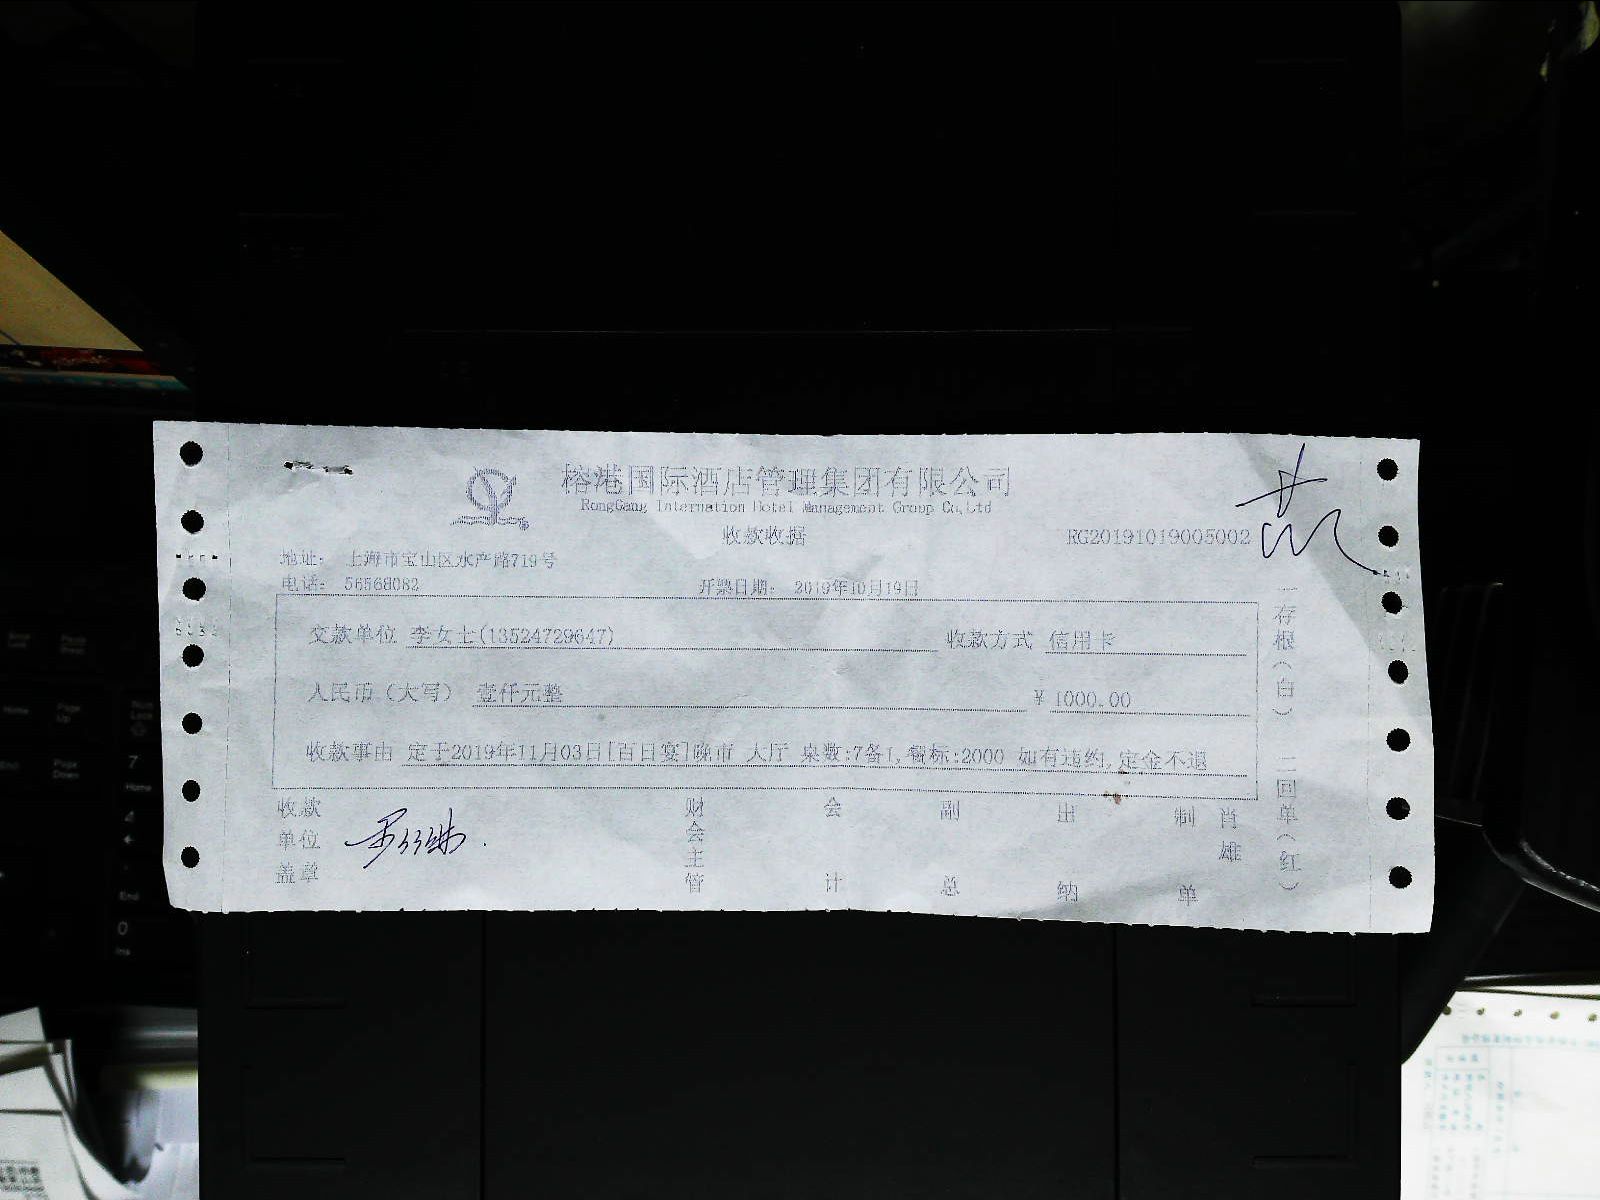 榕港国际酒店管理集团有限公司
RongGang International Hotel Management Group Co,Ltd
收款收据
RG20191019005002
地址： 上海市宝山区水产路719号
电话： 56568082
开票日期： 2019年10月19日
交款单位 李女士(13524729647) 收款方式 信用卡
人民币（大写） 壹仟元整 ¥ 1000.00
收款事由 定于2019年11月03日[百日宴]晚市 大厅 桌数:7备1,餐标:2000 如有违约,定金不退
收款单位盖章
财会主管
会计
副总
出纳
制单
肖雄
一存根（白）
二回单（红）
7
Home
4
End
0
Ins